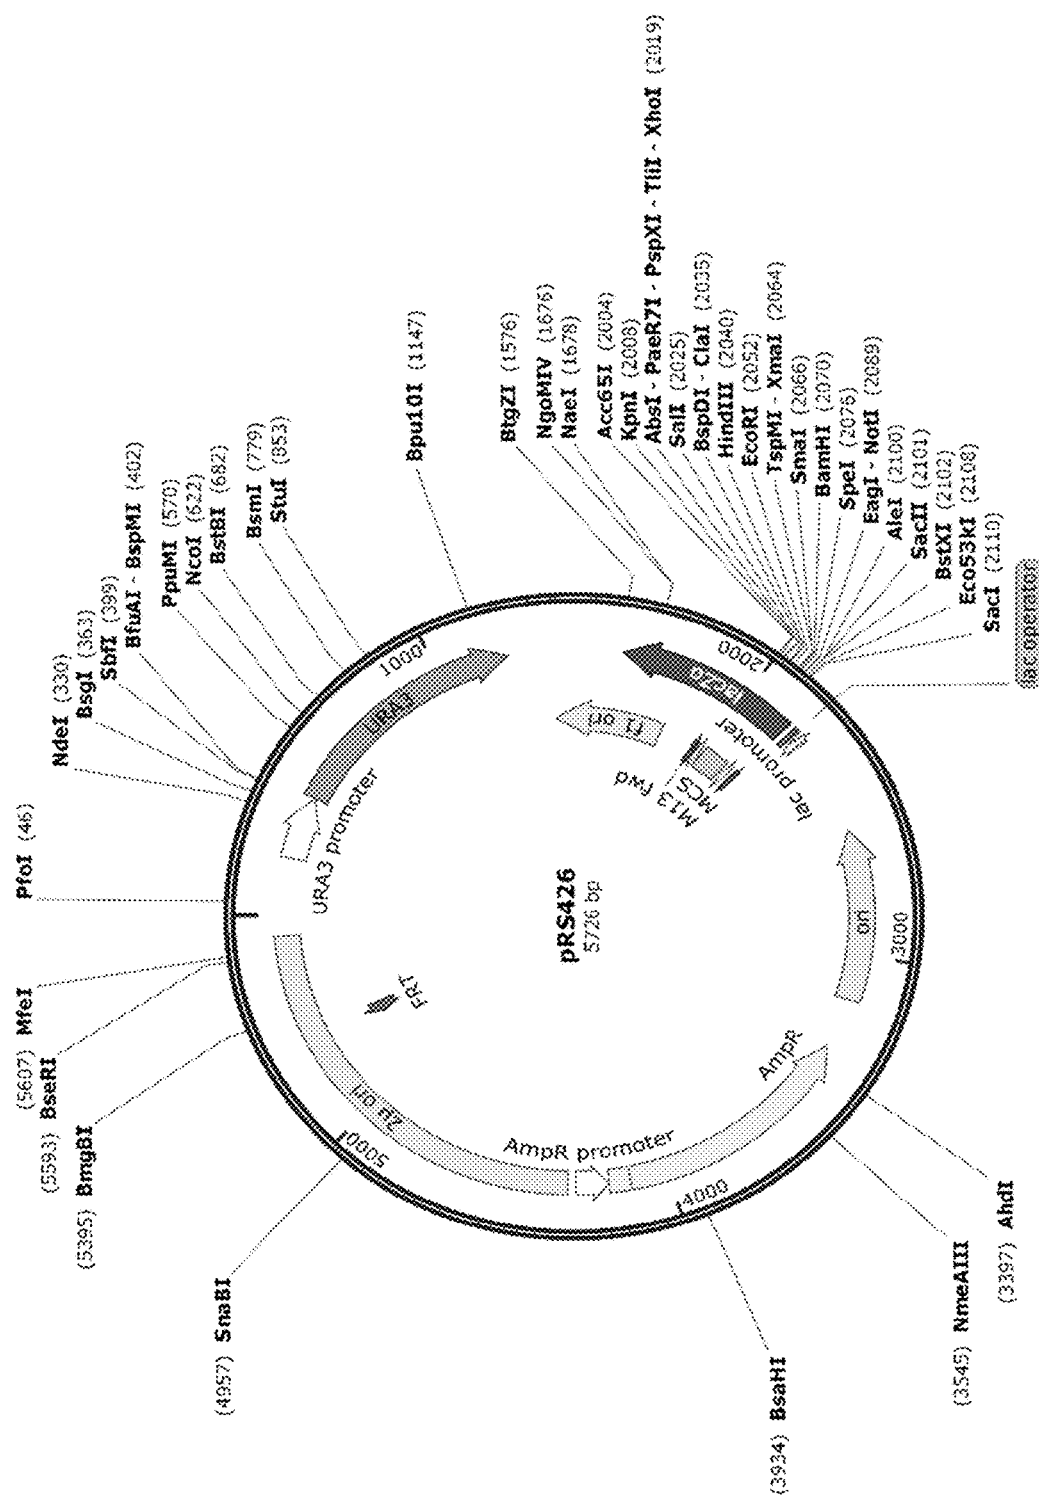 PfoI (46)
NdeI (330)
BsgI (363)
SbfI (399)
BfuAI - BspMI (402)
PpuMI (570)
NcoI (622)
BstBI (682)
BsmI (779)
StuI (853)
Bpu10I (1147)
BtgZI (1576)
NgoMIV (1676)
NaeI (1678)
Acc65I (2004)
KpnI (2008)
AbsI - PaeR7I - PspXI - TliI - XhoI (2019)
SalI (2025)
BspDI - ClaI (2035)
HindIII (2040)
EcoRI (2052)
TspMI - XmaI (2064)
SmaI (2066)
BamHI (2070)
SpeI (2076)
EagI - NotI (2089)
AleI (2100)
SacII (2101)
BstXI (2102)
Eco53kI (2108)
SacI (2110)
lac operator
(3397) AhdI
(3545) NmeAIII
(3934) BsaHI
(4957) SnaBI
(5395) BmgBI
(5593) BseRI
(5607) MfeI
1000
2000
3000
4000
5000
URA3 promoter
URA3
f1 ori
lacZα
M13 fwd
MCS
lac promoter
ori
AmpR
AmpR promoter
2μ ori
FRT
pRS426
5726 bp